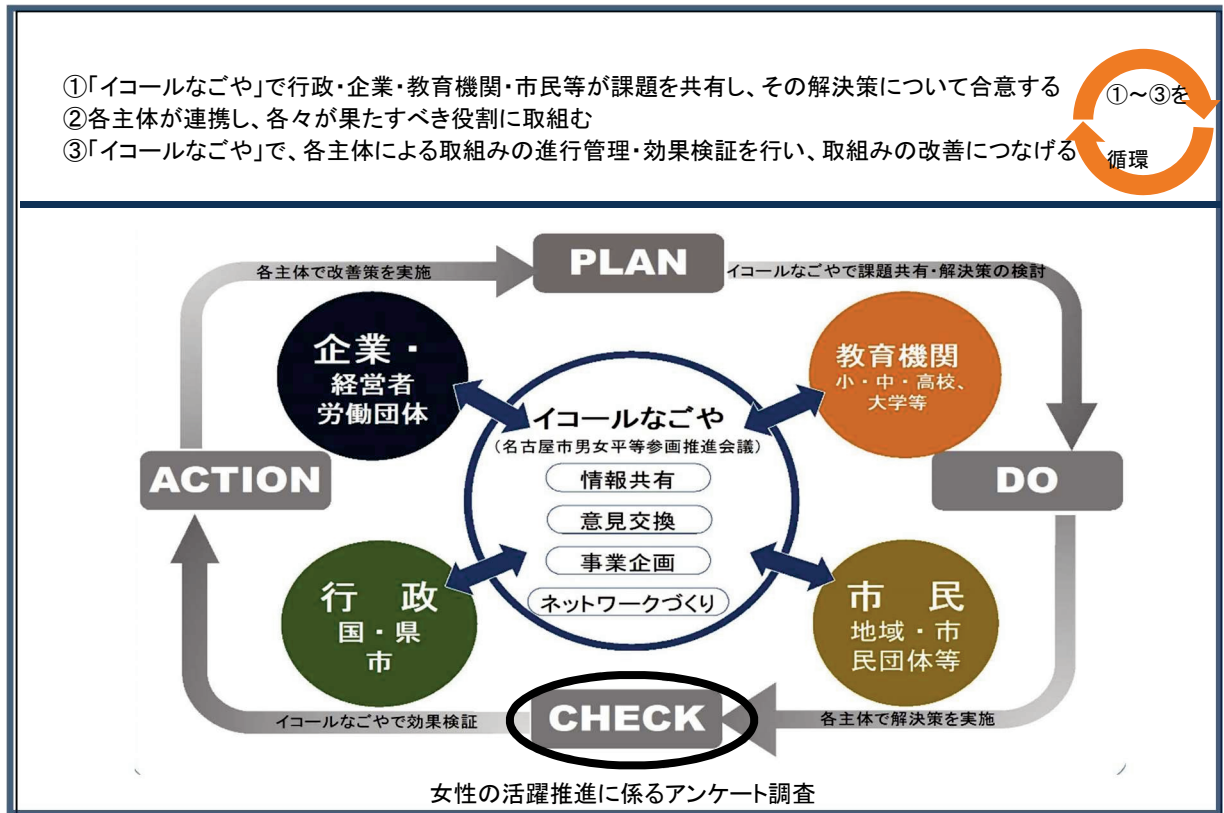 ①「イコールなごや」で行政・企業・教育機関・市民等が課題を共有し、その解決策について合意する
②各主体が連携し、各々が果たすべき役割に取組む
③「イコールなごや」で、各主体による取組みの進行管理・効果検証を行い、取組みの改善につなげる
①～③を
循環
PLAN
各主体で改善策を実施
イコールなごやで課題共有・解決策の検討
企業・
経営者
労働団体
教育機関
小・中・高校、
大学等
イコールなごや
（名古屋市男女平等参画推進会議）
情報共有
意見交換
事業企画
ネットワークづくり
ACTION
DO
行 政
国・県
市
市 民
地域・市
民団体等
CHECK
イコールなごやで効果検証
各主体で解決策を実施
女性の活躍推進に係るアンケート調査